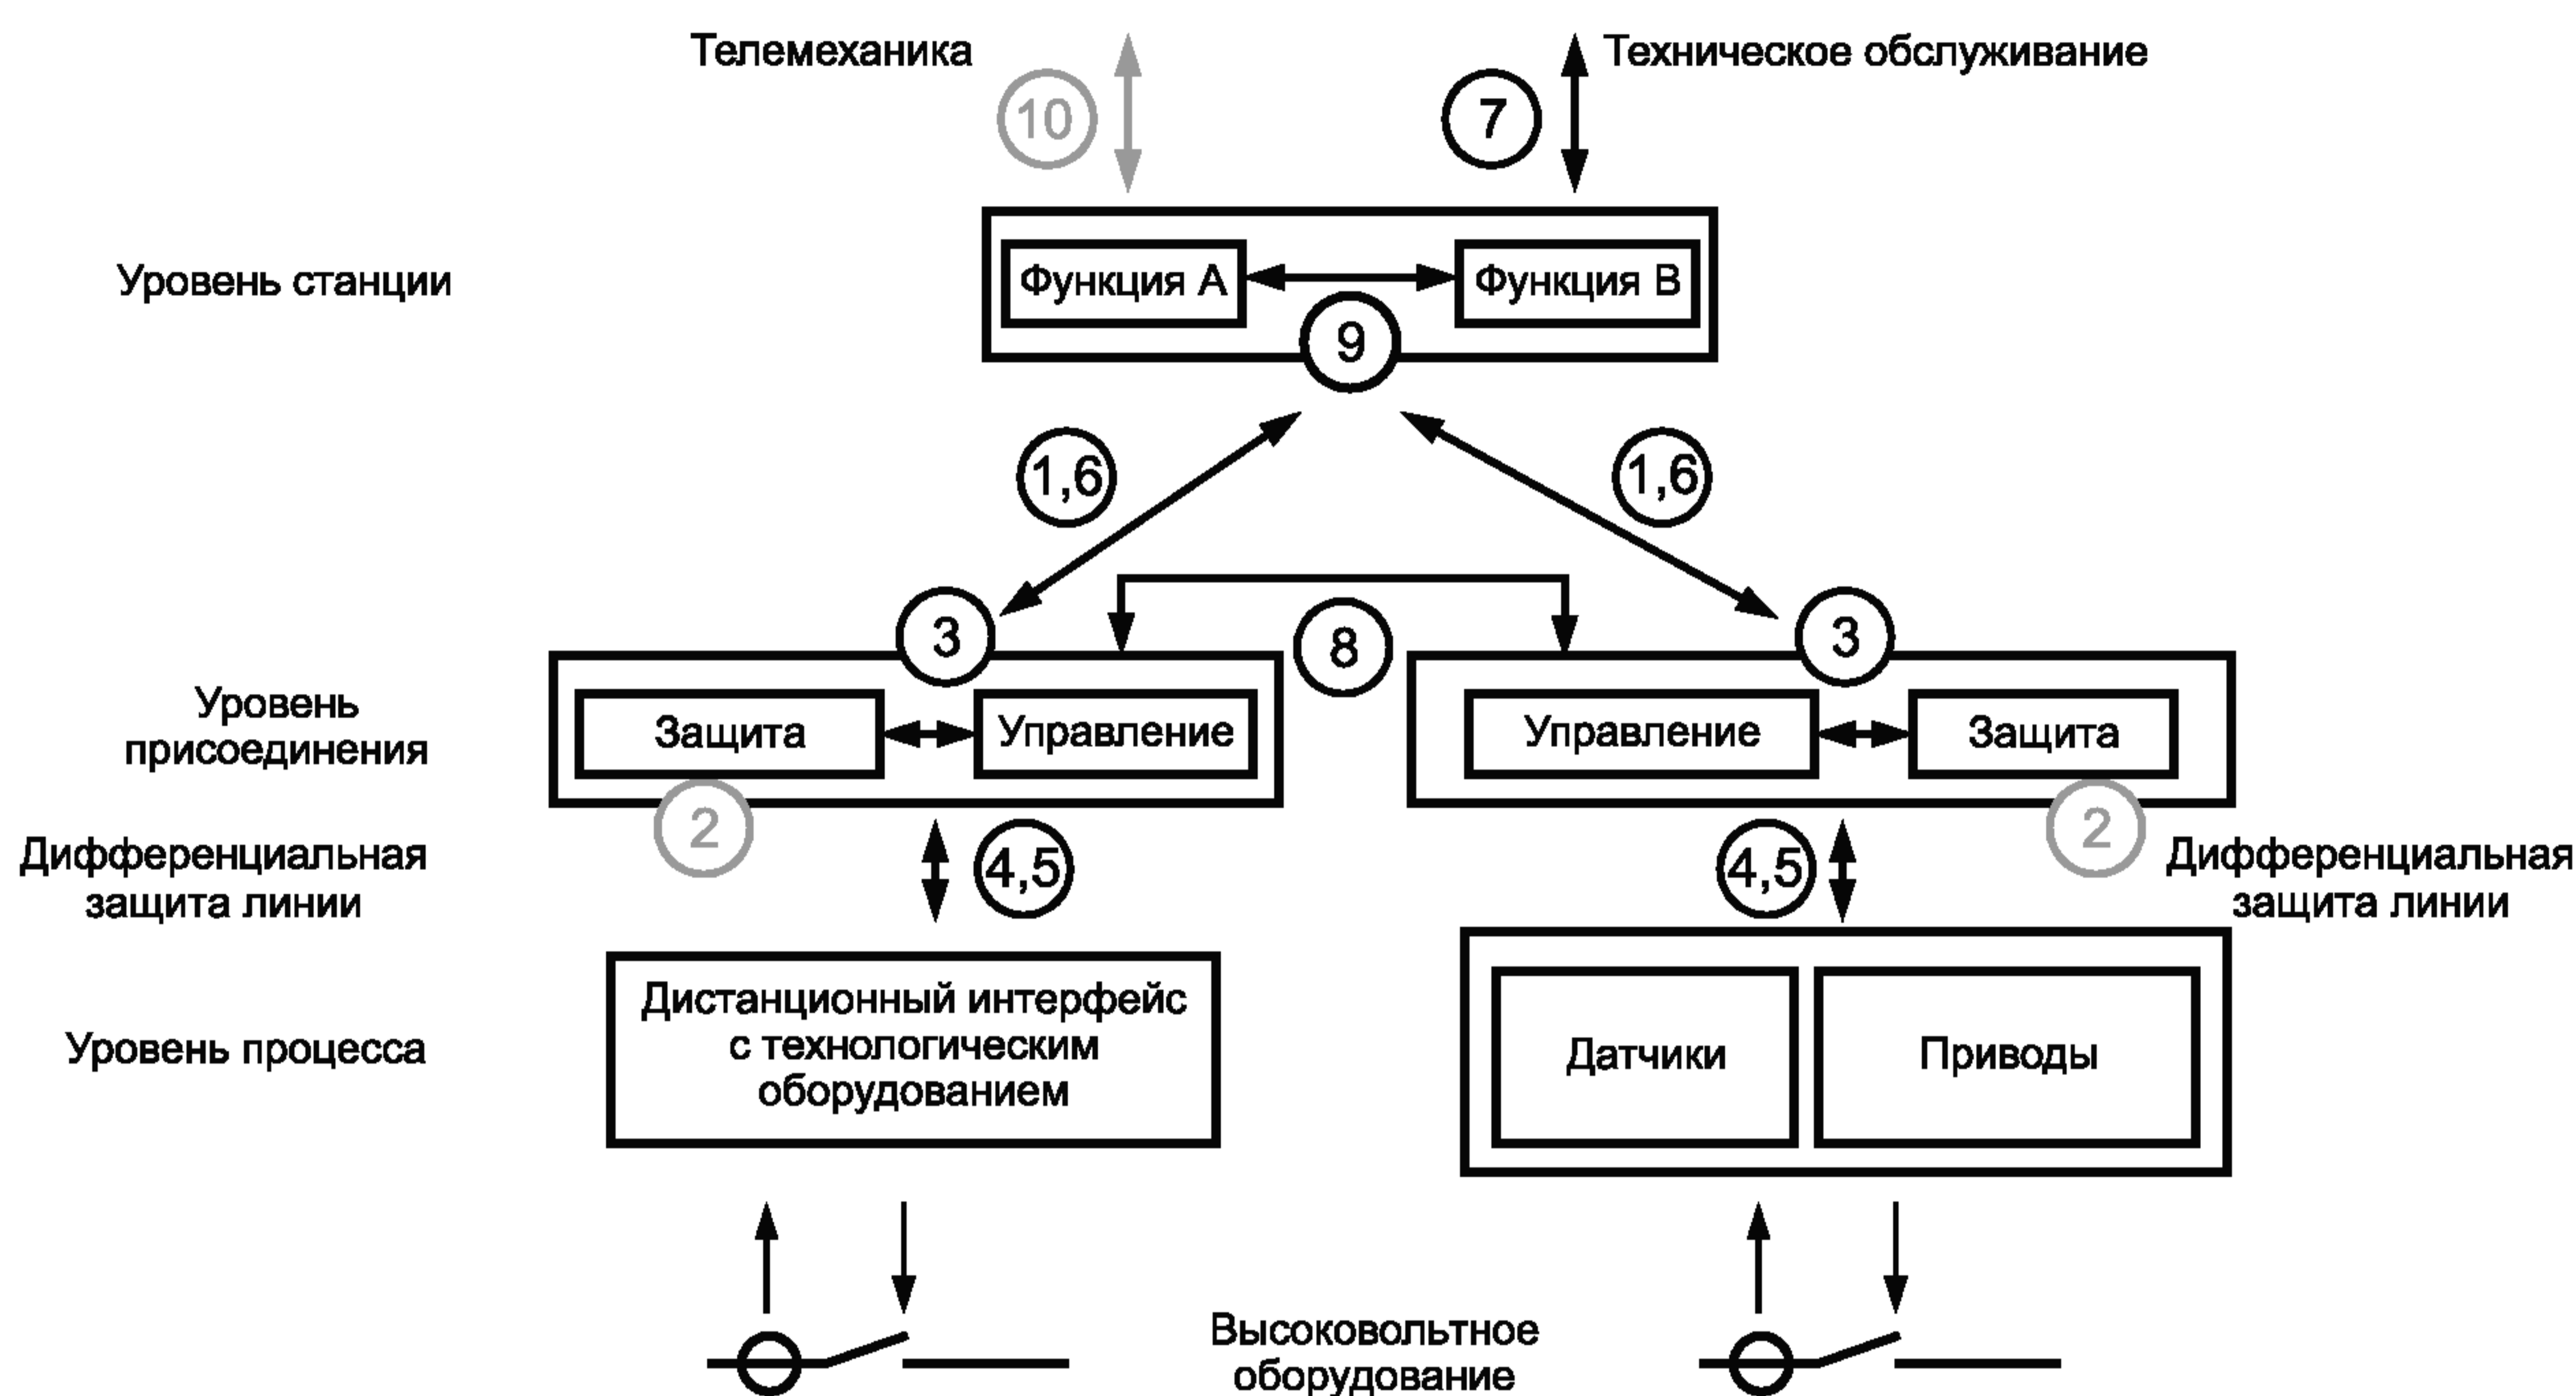 Телемеханика
10
7
Техническое обслуживание
Уровень станции
Функция А
Функция В
9
1,6
1,6
3
8
3
Уровень
присоединения
Защита
Управление
Управление
Защита
2
2
Дифференциальная
защита линии
4,5
4,5
Дифференциальная
защита линии
Уровень процесса
Дистанционный интерфейс
с технологическим
оборудованием
Датчики
Приводы
Высоковольтное
оборудование